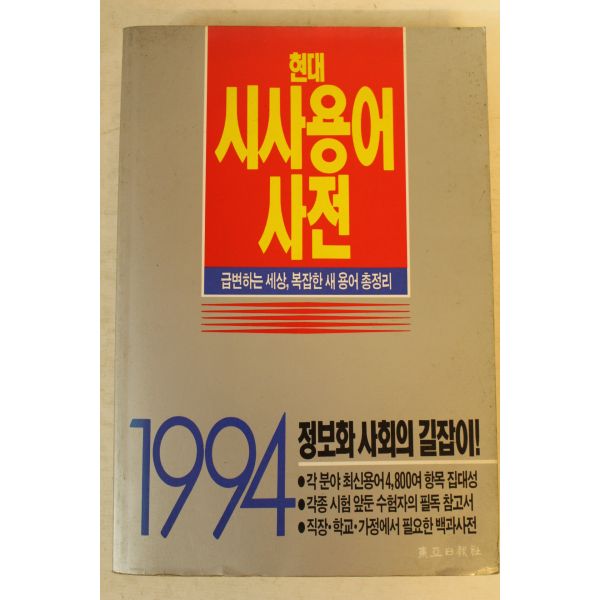 현대
시사용어
사전
급변하는 세상, 복잡한 새 용어 총정리
1994
정보화 사회의 길잡이!
●각 분야 최신용어 4,800여 항목 집대성
●각종 시험 앞둔 수험자의 필독 참고서
●직장·학교·가정에서 필요한 백과사전
東亞日報社